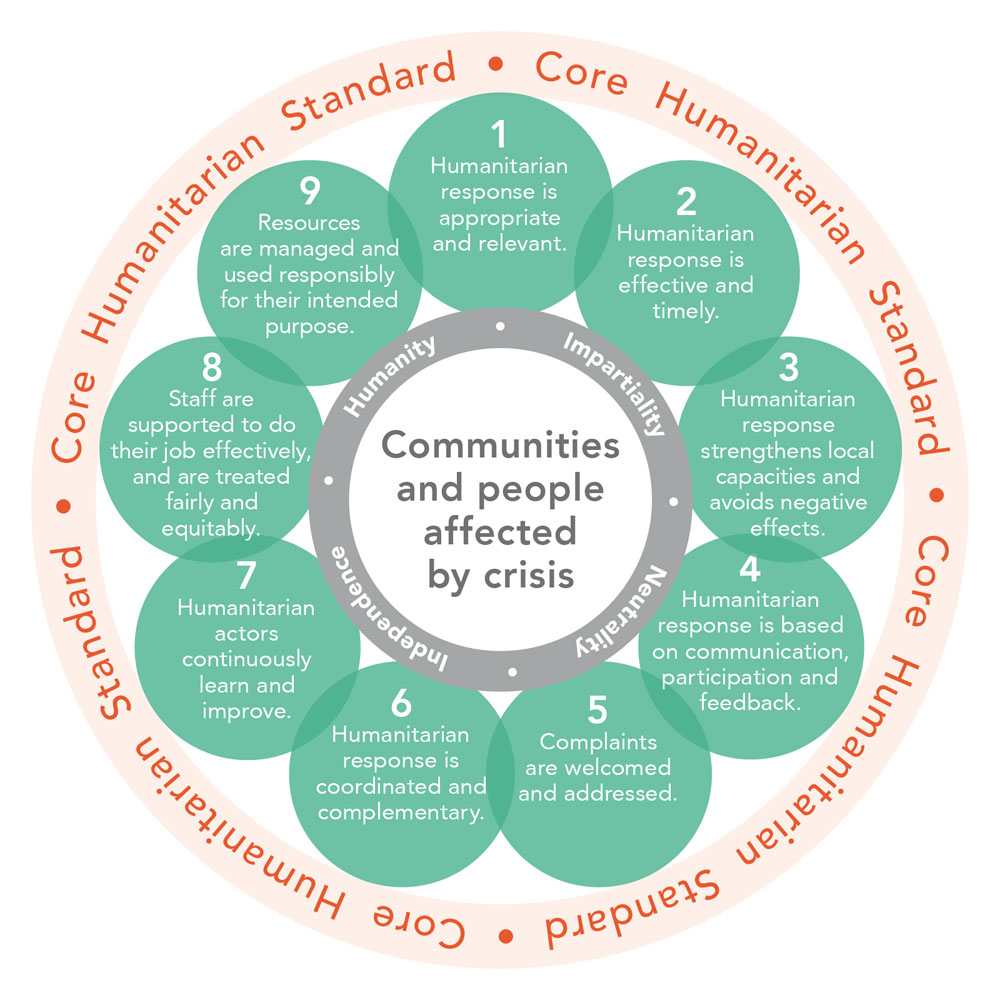 Core Humanitarian Standard • Core Humanitarian Standard • Core Humanitarian Standard • Core Humanitarian Standard •
1
Humanitarian
response is
appropriate
and relevant.
2
Humanitarian
response is
effective and
timely.
3
Humanitarian
response
strengthens local
capacities and
avoids negative
effects.
4
Humanitarian
response is based
on communication,
participation and
feedback.
5
Complaints
are welcomed
and addressed.
6
Humanitarian
response is
coordinated and
complementary.
7
Humanitarian
actors
continuously
learn and
improve.
8
Staff are
supported to do
their job effectively,
and are treated
fairly and
equitably.
9
Resources
are managed and
used responsibly
for their intended
purpose.
Humanity • Impartiality • Neutrality • Independence •
Communities
and people
affected
by crisis